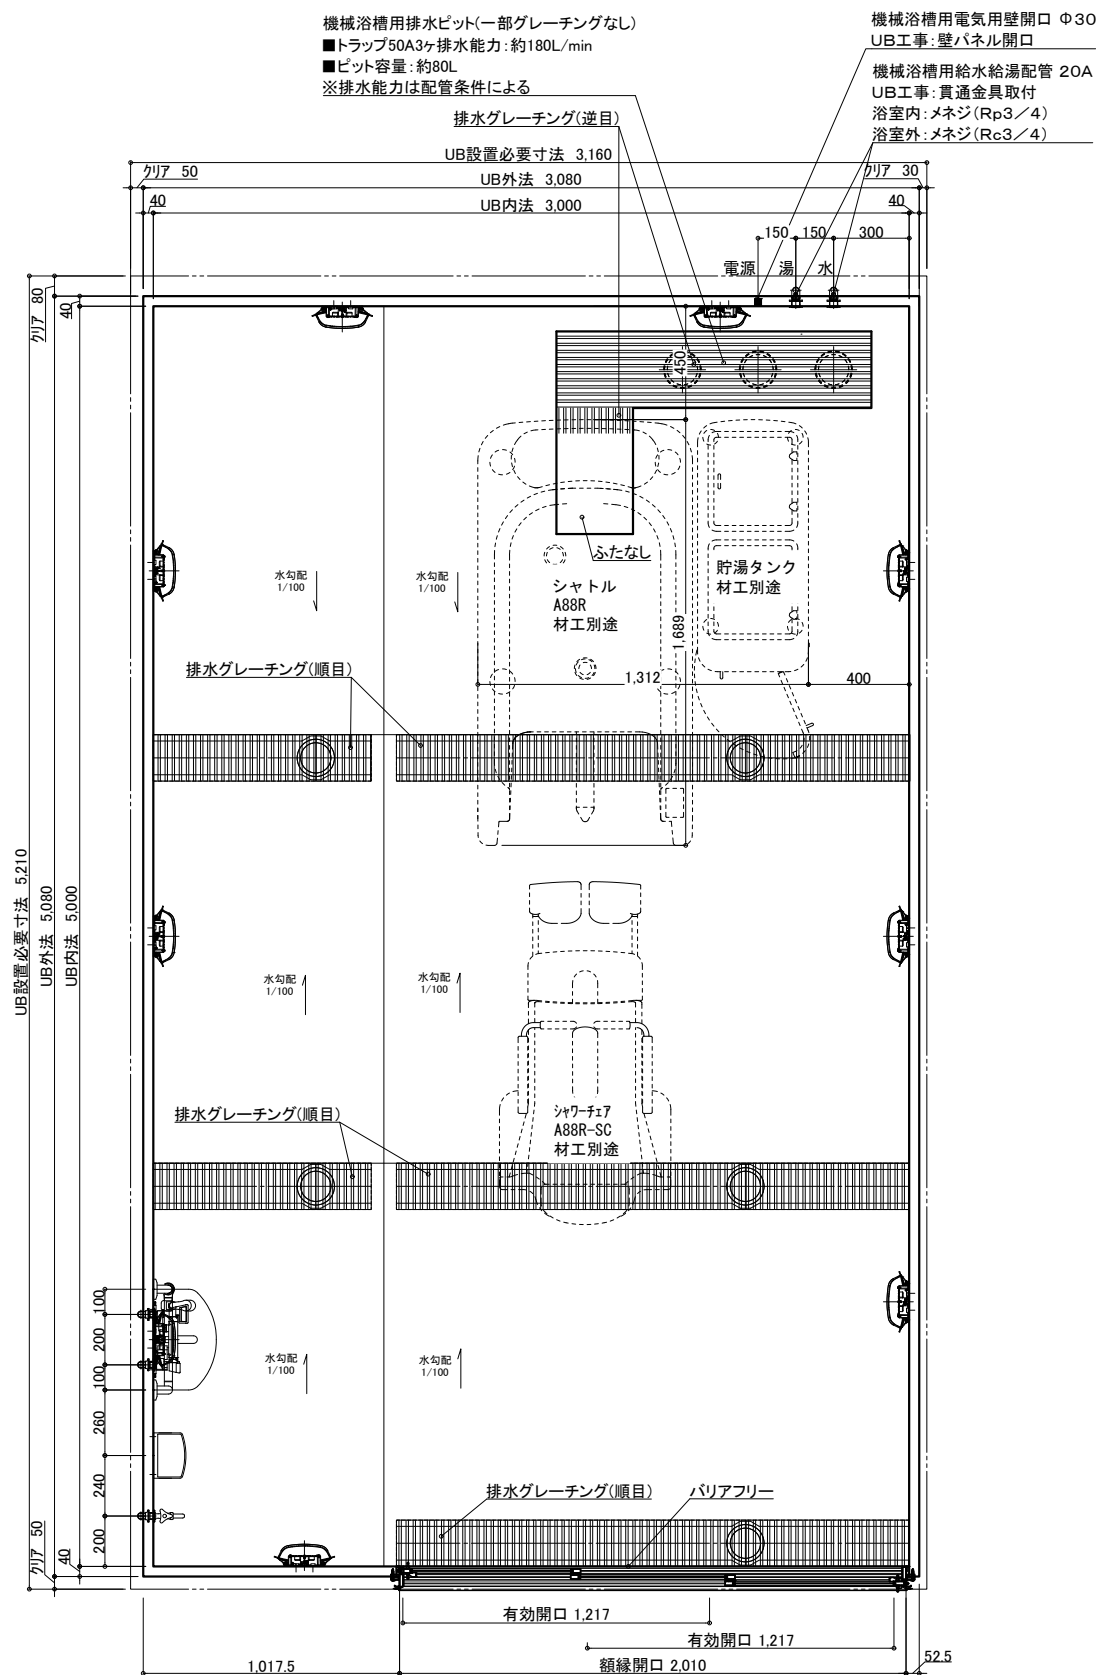 機械浴槽用排水ピット(一部グレーチングなし)
■トラップ50A3ヶ排水能力:約180L/min
■ピット容量:約80L
※排水能力は配管条件による
機械浴槽用電気用壁開口 Φ30
UB工事:壁パネル開口
機械浴槽用給水給湯配管 20A
UB工事:貫通金具取付
浴室内:メネジ(Rp3/4)
浴室外:メネジ(Rc3/4)
排水グレーチング(逆目)
UB設置必要寸法 3,160
クリア 50
UB外法 3,080
クリア 30
40
UB内法 3,000
40
150
150
300
電源
湯
水
クリア 80
40
450
ふたなし
シャトル
A88R
材工別途
貯湯タンク
材工別途
水勾配
1/100
水勾配
1/100
1,689
排水グレーチング(順目)
1,312
400
UB設置必要寸法 5,210
UB外法 5,080
UB内法 5,000
水勾配
1/100
水勾配
1/100
排水グレーチング(順目)
シャワーチェア
A88R-SC
材工別途
100
200
100
260
240
200
水勾配
1/100
水勾配
1/100
排水グレーチング(順目)
バリアフリー
クリア 50
40
有効開口 1,217
有効開口 1,217
1,017.5
額縁開口 2,010
52.5